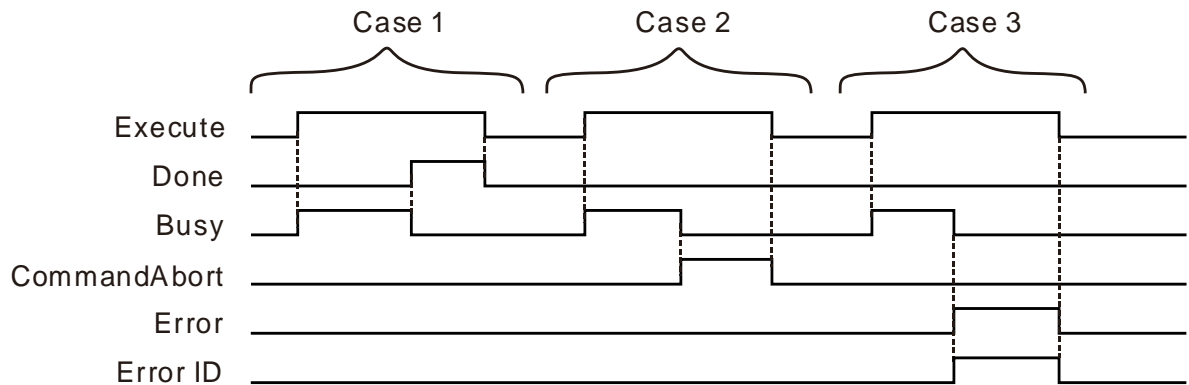 Case 1 Case 2 Case 3
Execute
Done
Busy
CommandAbort
Error
Error ID